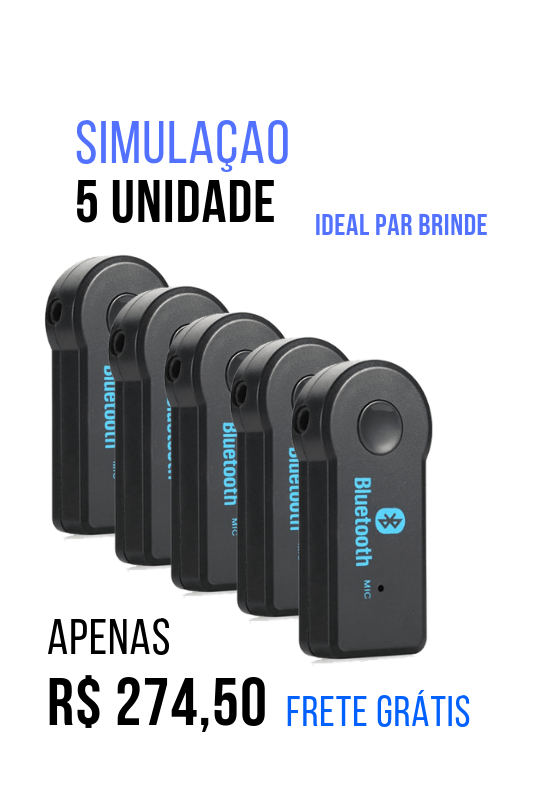 SIMULAÇAO
5 UNIDADE
IDEAL PAR BRINDE
Bluetooth
Bluetooth
Bluetooth
Bluetooth
Bluetooth
MIC
MIC
APENAS
R$ 274,50
FRETE GRÁTIS